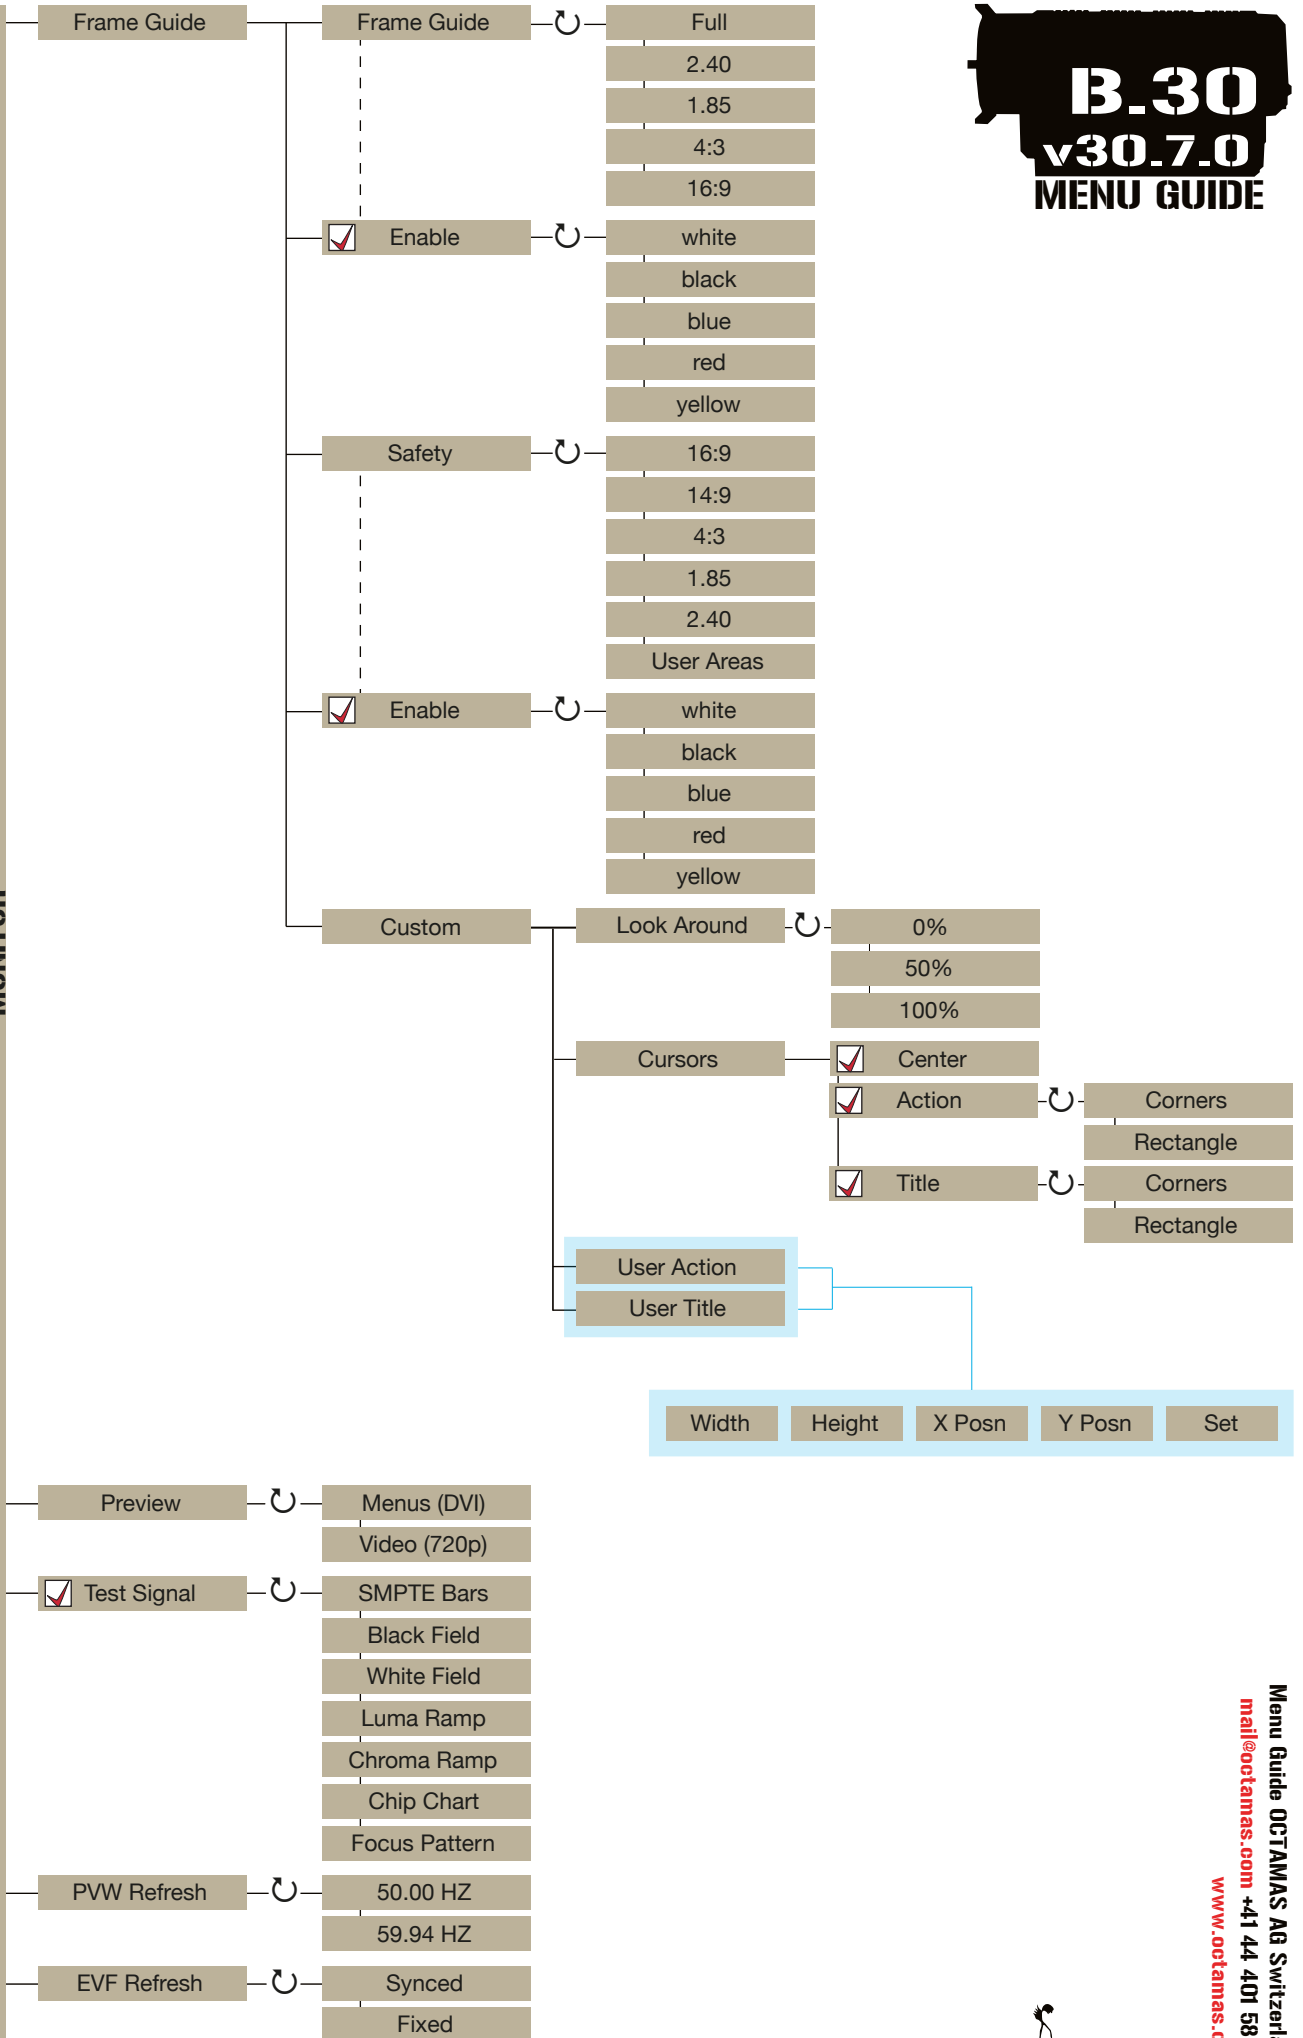 Frame Guide
Frame Guide
Full
2.40
1.85
4:3
16:9
B.30
v30.7.0
MENU GUIDE
Enable
white
black
blue
red
yellow
Safety
16:9
14:9
4:3
1.85
2.40
User Areas
Enable
white
black
blue
red
yellow
Custom
Look Around
0%
50%
100%
Cursors
Center
Action
Corners
Rectangle
Title
Corners
Rectangle
User Action
User Title
Width
Height
X Posn
Y Posn
Set
Preview
Menus (DVI)
Video (720p)
Test Signal
SMPTE Bars
Black Field
White Field
Luma Ramp
Chroma Ramp
Chip Chart
Focus Pattern
PVW Refresh
50.00 HZ
59.94 HZ
EVF Refresh
Synced
Fixed
Menu Guide OCTAMAS AG
mail@octamas.com +41 44 401 58